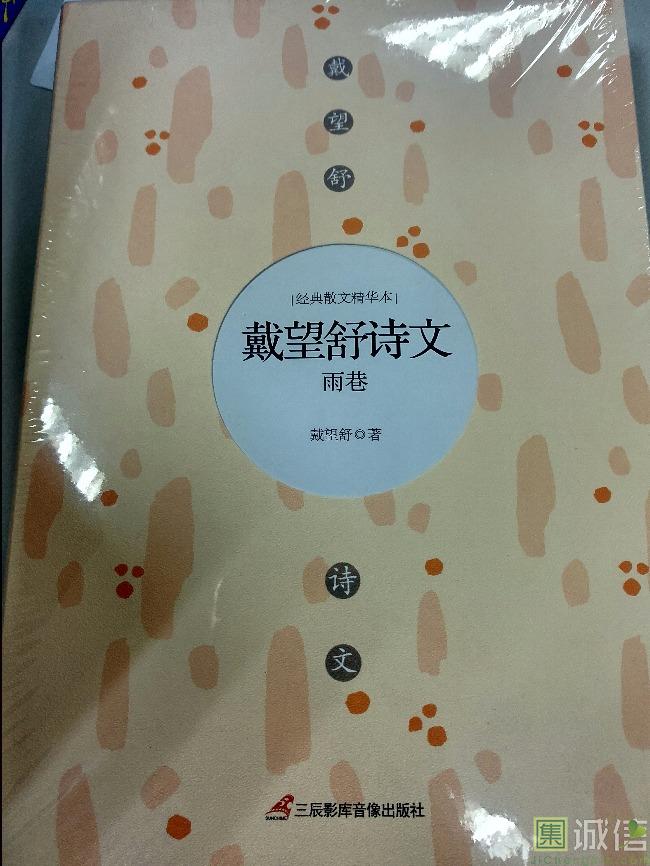 戴
望
舒
|经典散文精华本|
戴望舒诗文
雨巷
戴望舒◎著
诗
文
三辰影库音像出版社
集诚信